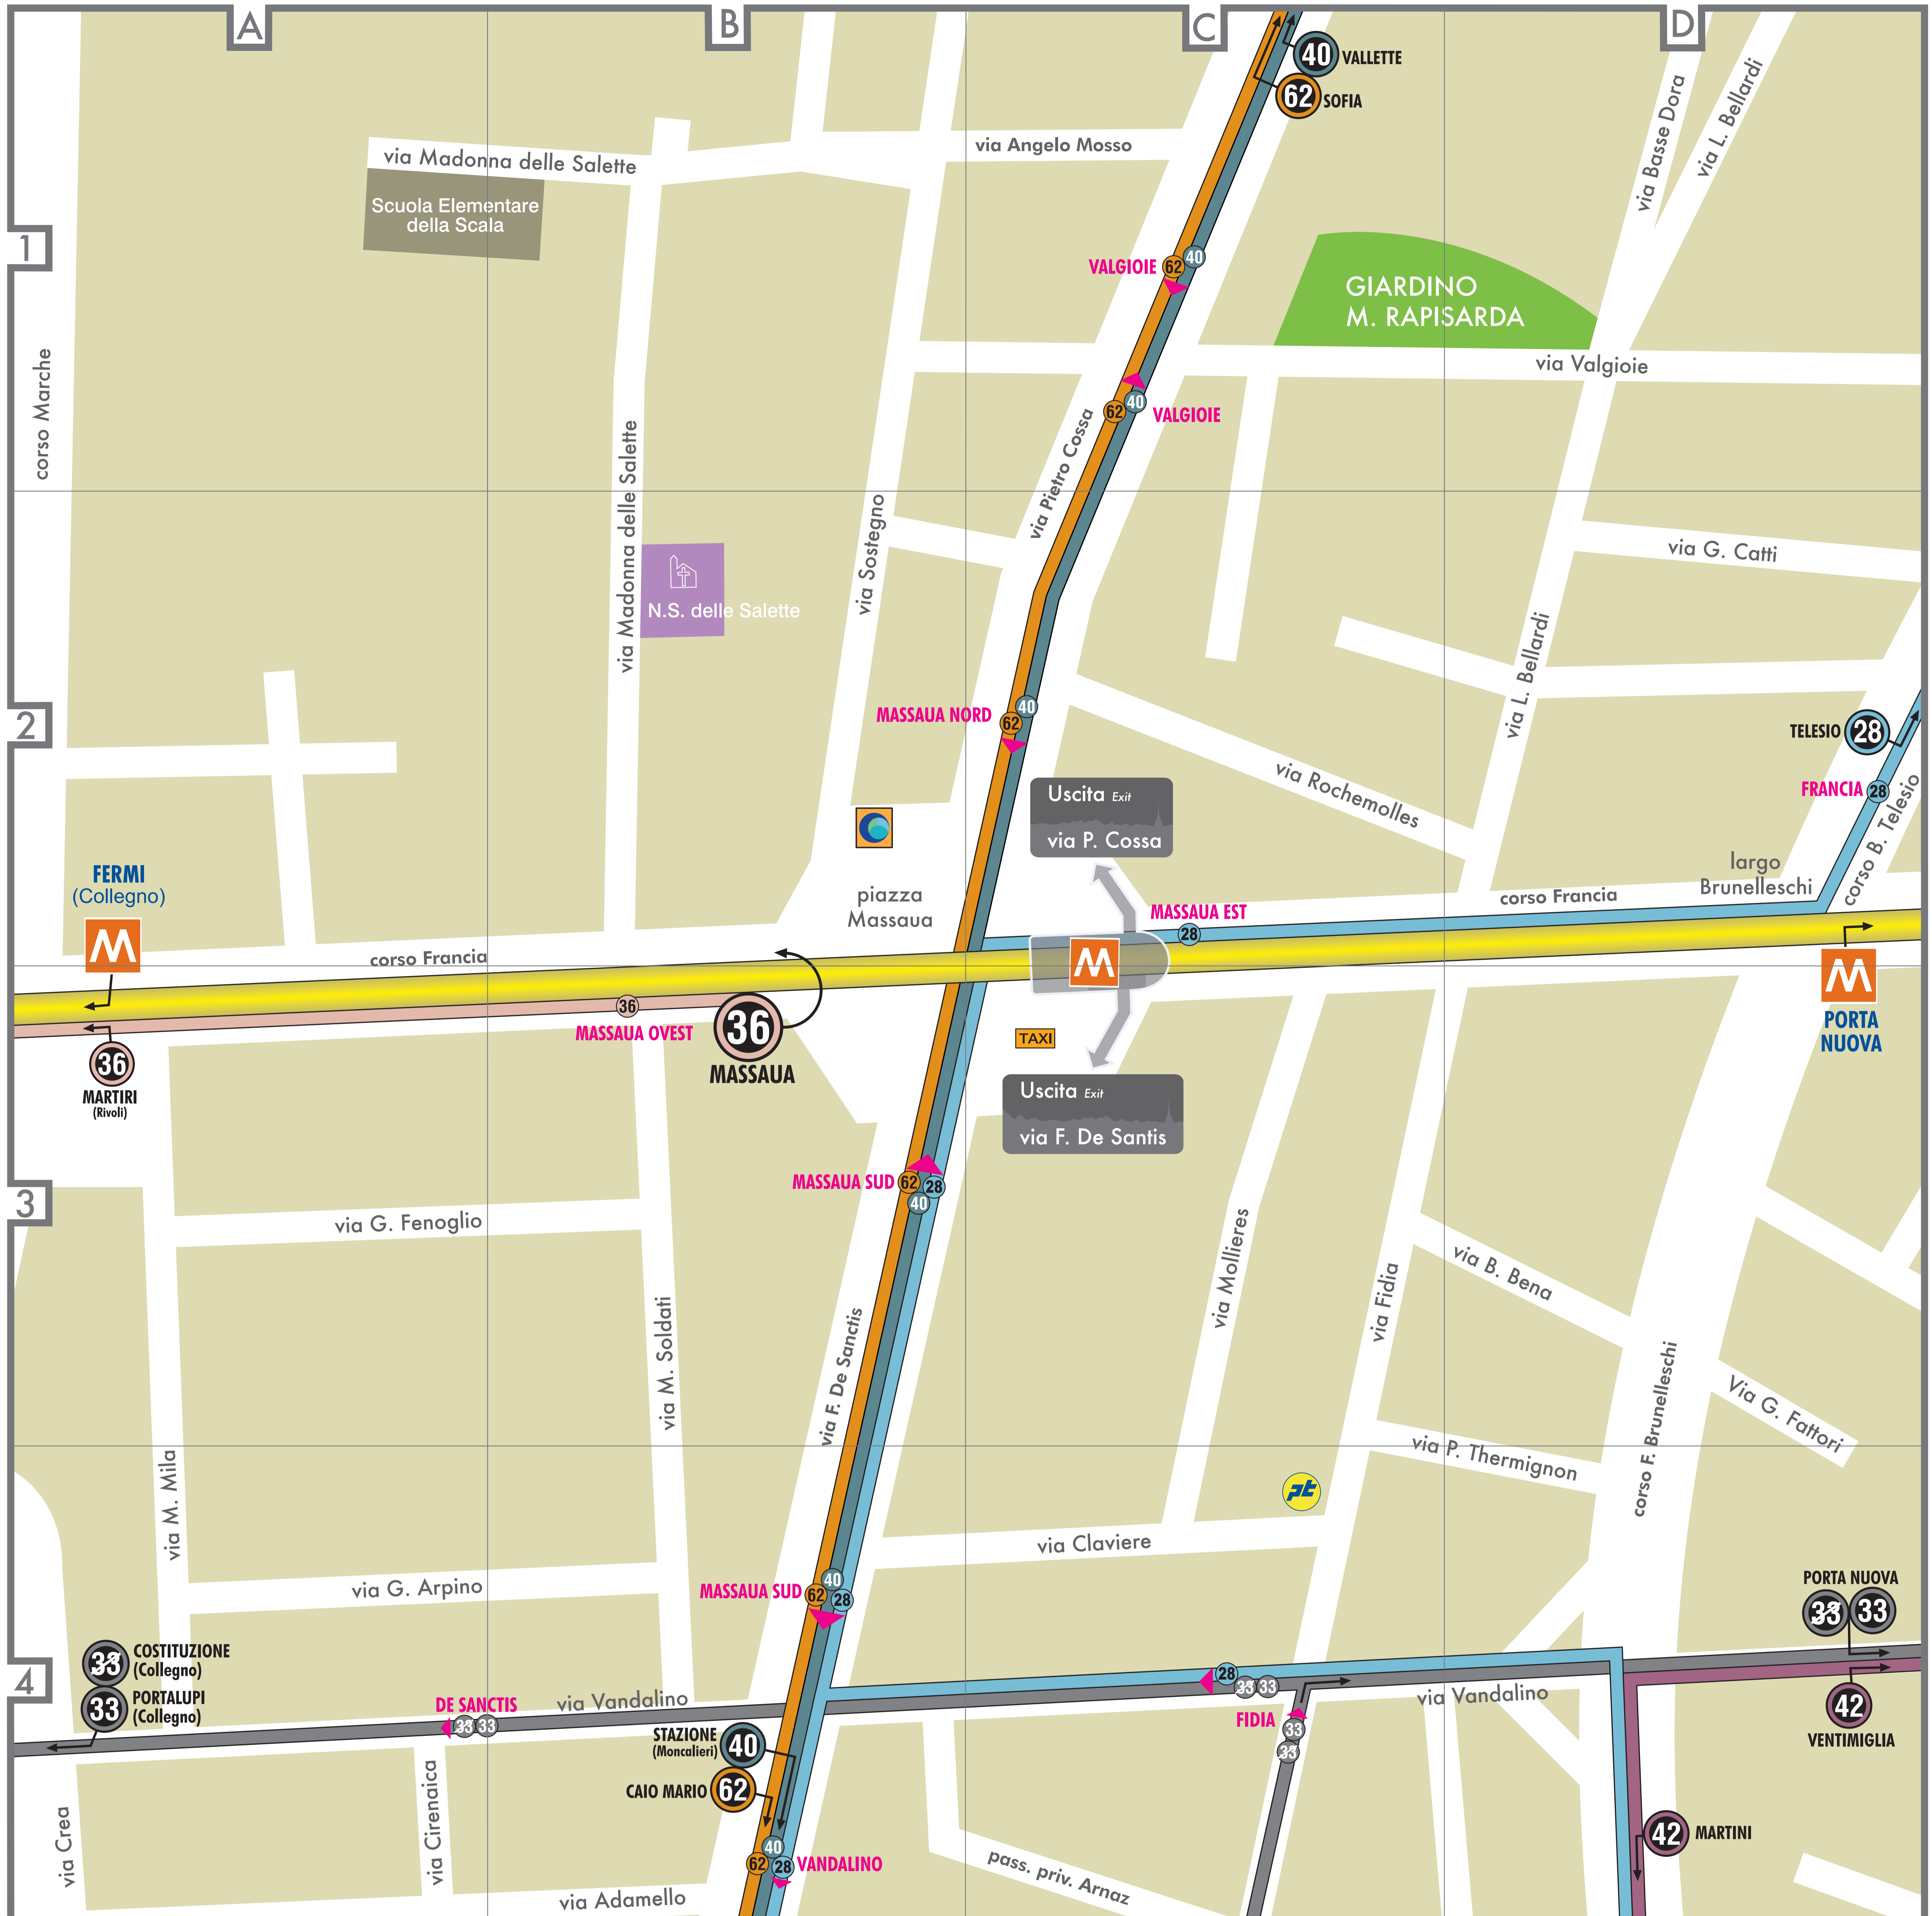 A
B
C
D
40 VALLETTE
62 SOFIA
via Basse Dora
via L. Bellardi
via Angelo Mosso
via Madonna delle Salette
Scuola Elementare
della Scala
1
VALGIOIE 62 40
GIARDINO
M. RAPISARDA
via Valgioie
corso Marche
62 40 VALGIOIE
via Pietro Cossa
via Madonna delle Salette
via Sostegno
via G. Catti
N.S. delle Salette
via L. Bellardi
2
MASSAUA NORD 62 40
TELESIO 28
FRANCIA 28
corso B. Telesio
via Rochemolles
Uscita Exit
via P. Cossa
largo
Brunelleschi
FERMI
(Collegno)
M
piazza
Massaua
MASSAUA EST
28
corso Francia
corso Francia
M
M
PORTA
NUOVA
36
MASSAUA OVEST
36
MASSAUA
36
MARTIRI
(Rivoli)
TAXI
Uscita Exit
via F. De Santis
3
MASSAUA SUD 62 28
40
via G. Fenoglio
via Mollieres
via Fidia
via B. Bena
via M. Soldati
via F. De Sanctis
corso F. Brunelleschi
Via G. Fattori
via P. Thermignon
via M. Mila
pt
via Claviere
via G. Arpino
MASSAUA SUD 62 40
28
PORTA NUOVA
33 33
4
33 COSTITUZIONE
(Collegno)
33 PORTALUPI
(Collegno)
DE SANCTIS
33 33
via Vandalino
28
33 33
FIDIA
33
33
via Vandalino
42
VENTIMIGLIA
STAZIONE
(Moncalieri) 40
CAIO MARIO 62
via Crea
via Cirenaica
42 MARTINI
40
62 28 VANDALINO
pass. priv. Arnaz
via Adamello